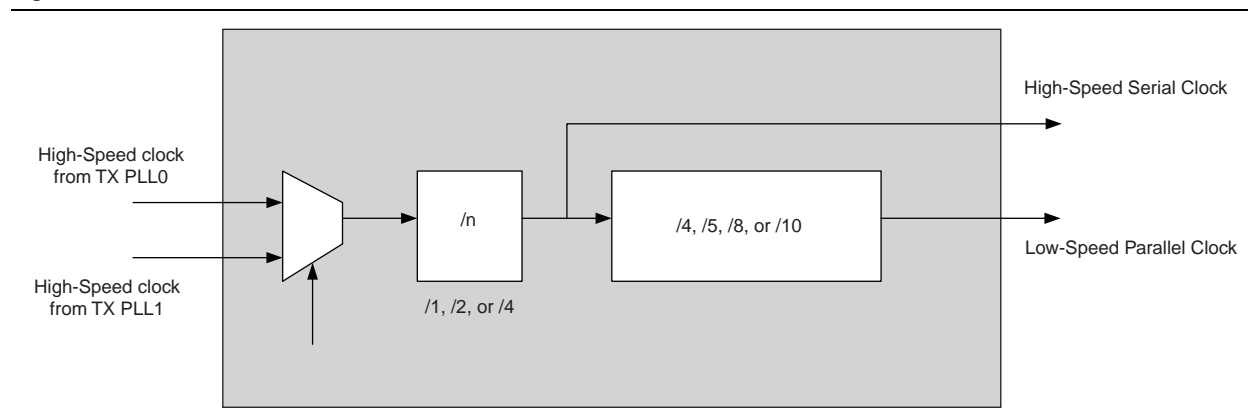 High-Speed Serial Clock
High-Speed clock
from TX PLL0
/n
/4, /5, /8, or /10
Low-Speed Parallel Clock
High-Speed clock
from TX PLL1
/1, /2, or /4